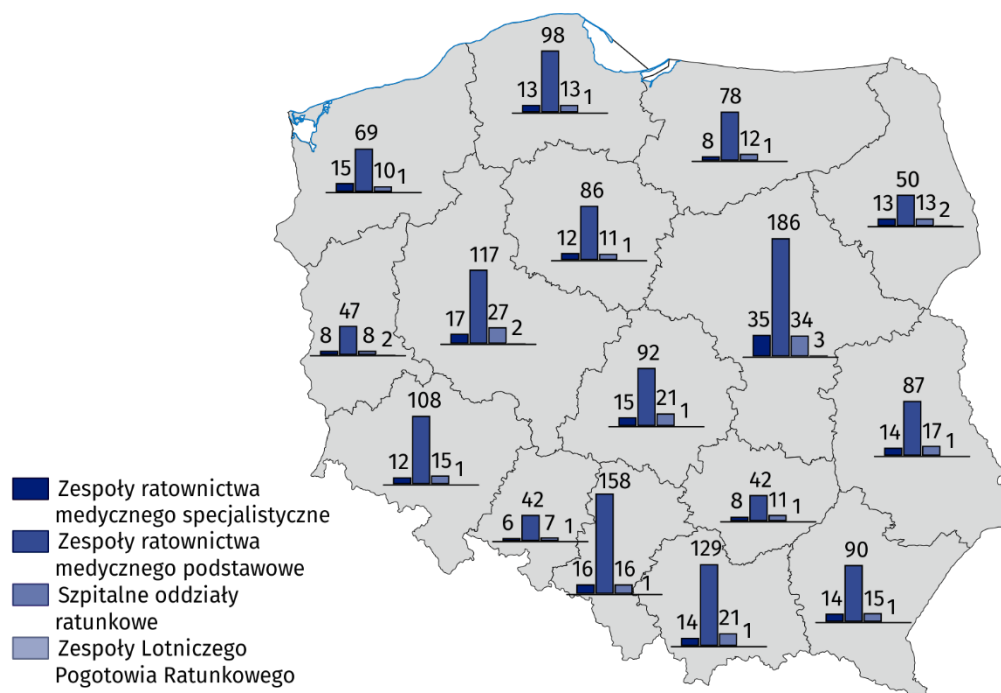 98
13 13 1
78
8 12 1
69
15 10 1
50
13 13 2
86
12 11 1
186
35 34 3
117
17 27 2
47
8 8 2
92
15 21 1
87
14 17 1
108
12 15 1
158
16 16 1
42
6 7 1
42
8 11 1
129
14 21 1
90
14 15 1
Zespoły ratownictwa
medycznego specjalistyczne
Zespoły ratownictwa
medycznego podstawowe
Szpitalne oddziały
ratunkowe
Zespoły Lotniczego
Pogotowia Ratunkowego